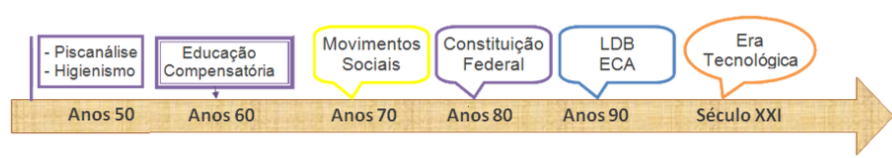 - Piscanálise
- Higienismo
Educação
Compensatória
Movimentos
Sociais
Constituição
Federal
LDB
ECA
Era
Tecnológica
Anos 50
Anos 60
Anos 70
Anos 80
Anos 90
Século XXI